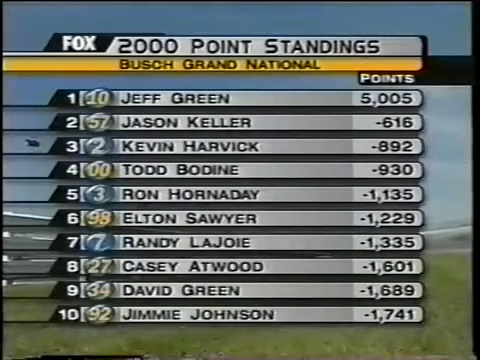 FOX 2000 POINT STANDINGS
BUSCH GRAND NATIONAL
POINTS
1 10 JEFF GREEN 5,005
2 57 JASON KELLER -616
3 2 KEVIN HARVICK -892
4 00 TODD BODINE -930
5 3 RON HORNADAY -1,135
6 98 ELTON SAWYER -1,229
7 7 RANDY LAJOIE -1,335
8 27 CASEY ATWOOD -1,601
9 34 DAVID GREEN -1,689
10 92 JIMMIE JOHNSON -1,741